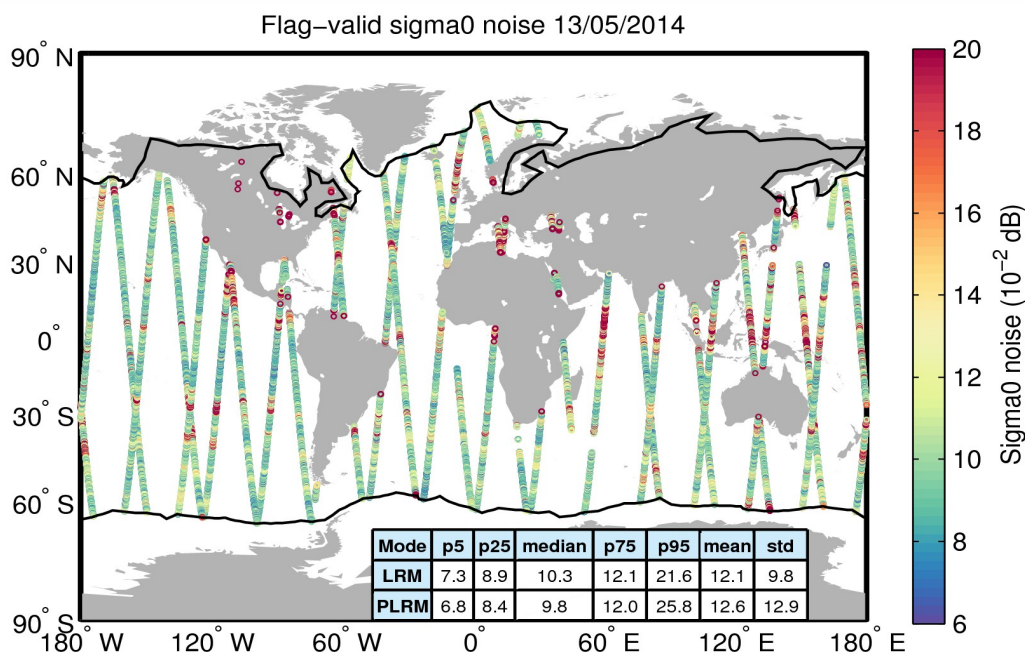 Flag−valid sigma0 noise 13/05/2014
90° N
60° N
30° N
0°
30° S
60° S
90° S
180° W
120° W
60° W
0°
60° E
120° E
180° E
20
18
16
14
12
10
8
6
Sigma0 noise (10⁻² dB)
Mode p5 p25 median p75 p95 mean std
LRM 7.3 8.9 10.3 12.1 21.6 12.1 9.8
PLRM 6.8 8.4 9.8 12.0 25.8 12.6 12.9